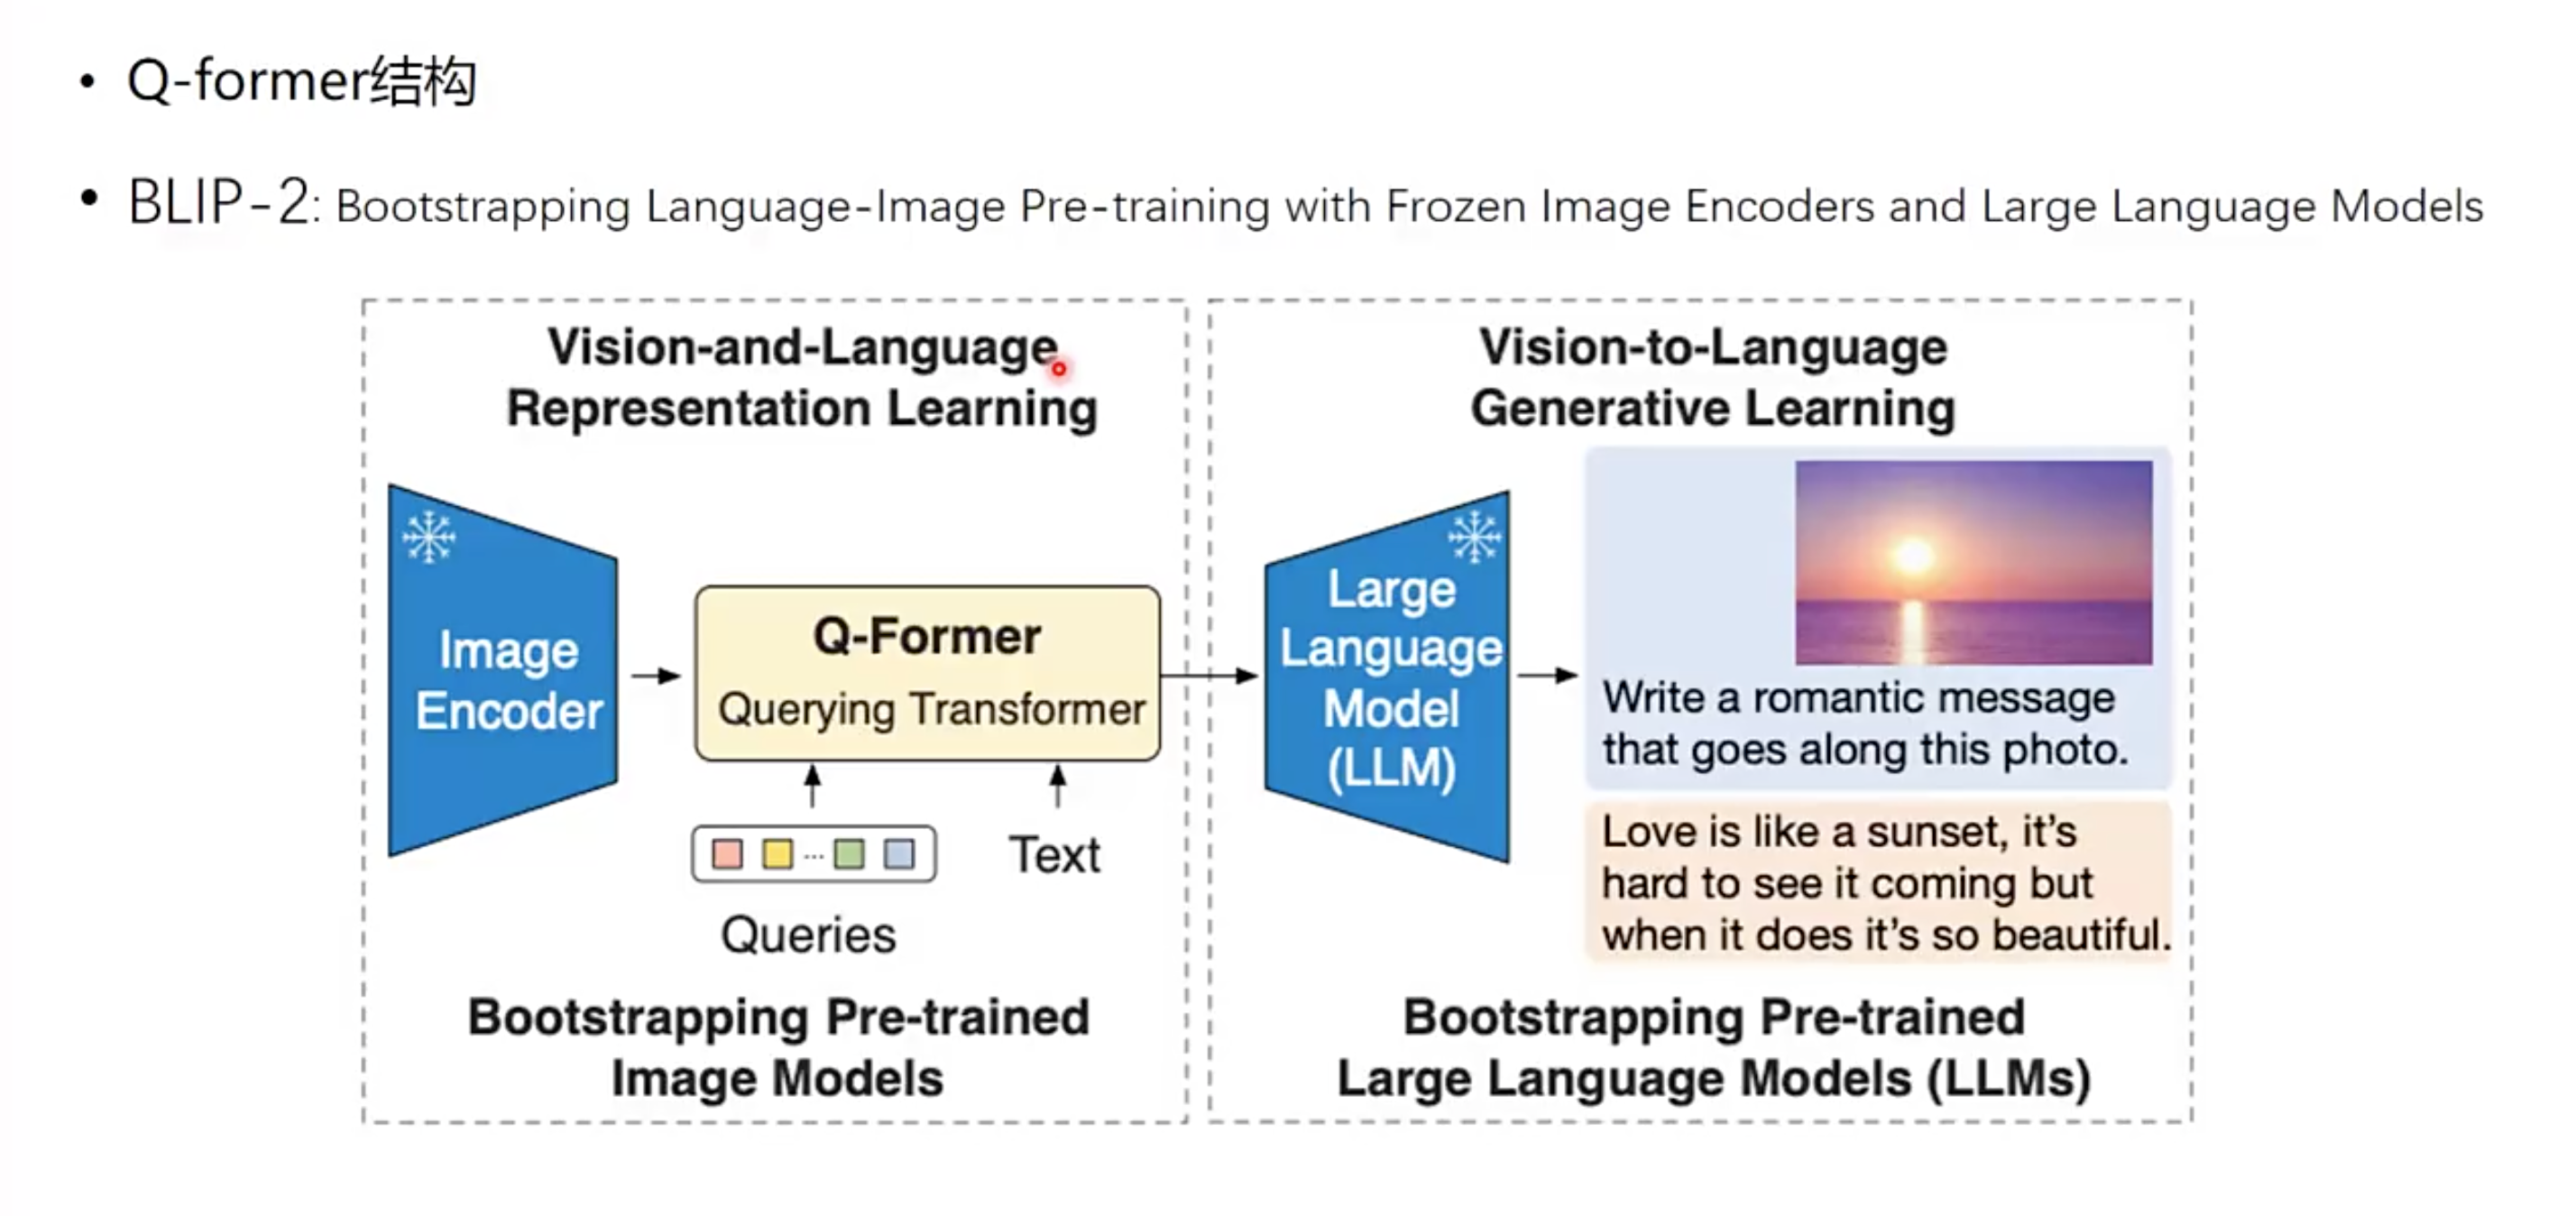 • Q-former结构
• BLIP-2: Bootstrapping Language-Image Pre-training with Frozen Image Encoders and Large Language Models
Vision-and-Language
Representation Learning
Image
Encoder
Q-Former
Querying Transformer
...
Queries
Text
Bootstrapping Pre-trained
Image Models
Vision-to-Language
Generative Learning
Large
Language
Model
(LLM)
Write a romantic message
that goes along this photo.
Love is like a sunset, it's
hard to see it coming but
when it does it's so beautiful.
Bootstrapping Pre-trained
Large Language Models (LLMs)